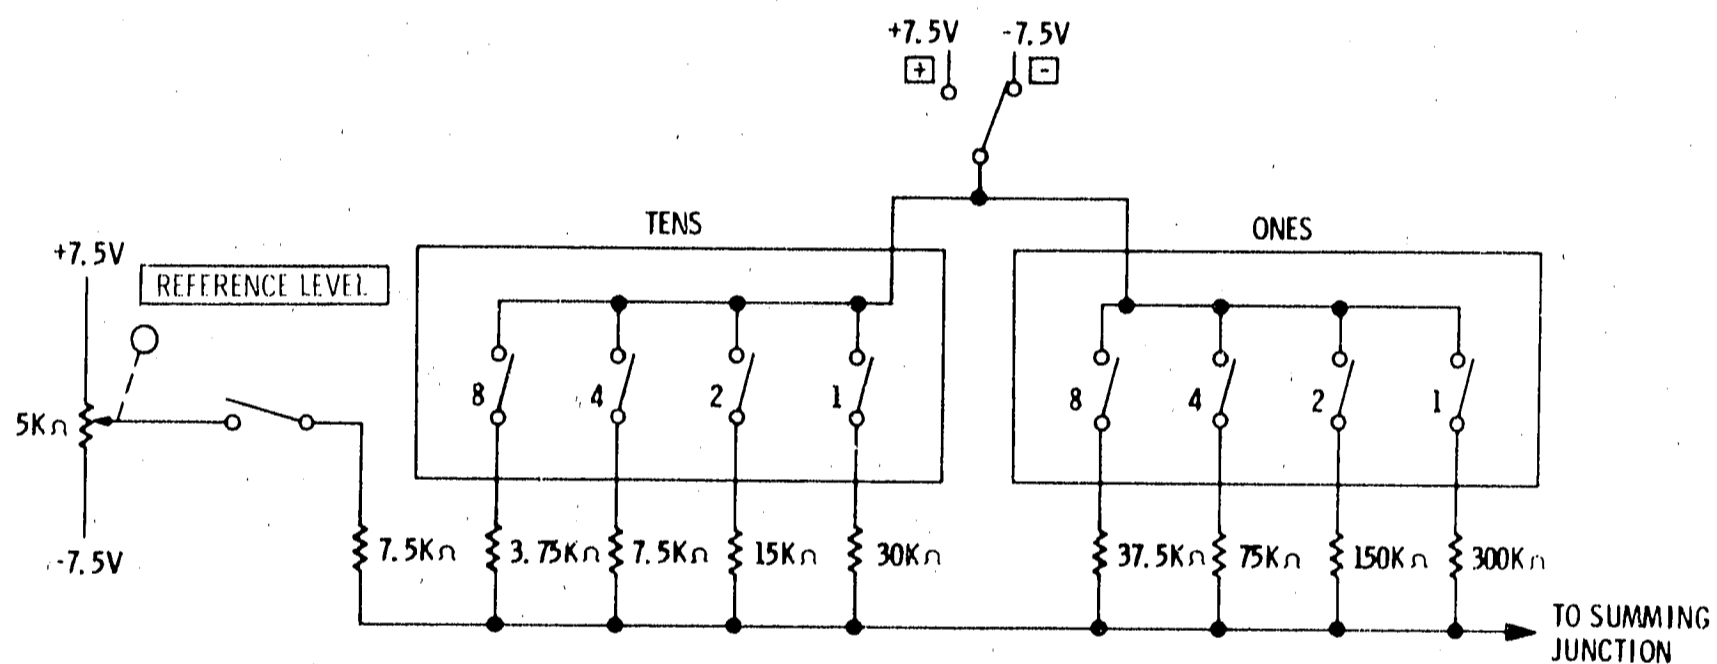 +7.5V -7.5V
+ -
TENS
ONES
+7.5V
REFERENCE LEVEL
8 4 2 1 8 4 2 1
5KΩ
-7.5V
7.5KΩ 3.75KΩ 7.5KΩ 15KΩ 30KΩ 37.5KΩ 75KΩ 150KΩ 300KΩ
TO SUMMING
JUNCTION